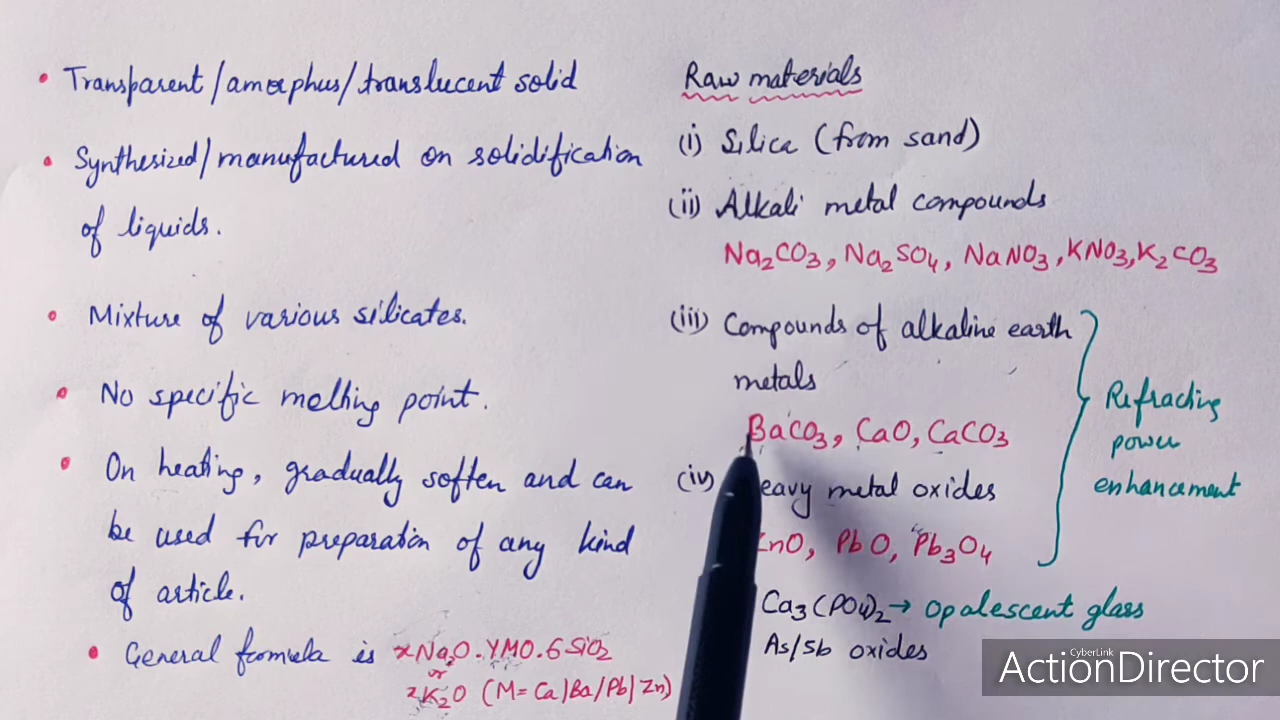 • Transparent/amorphus/translucent solid
• Synthesized/manufactured on solidification
of liquids.
• Mixture of various silicates.
• No specific melting point.
• On heating, gradually soften and can
be used for preparation of any kind
of article.
• General formula is xNa2O.YMO.6SiO2
or
xK2O (M=Ca/Ba/Pb/Zn)
Raw materials
(i) Silica (from sand)
(ii) Alkali metal compounds
Na2CO3, Na2SO4, NaNO3, KNO3, K2CO3
(iii) Compounds of alkaline earth
metals
BaCO3, CaO, CaCO3
(iv) eavy metal oxides
ZnO, PbO, Pb3O4
Refracting
power
enhancement
Ca3(PO4)2 → Opalescent glass
As/Sb oxides
CyberLink
ActionDirector